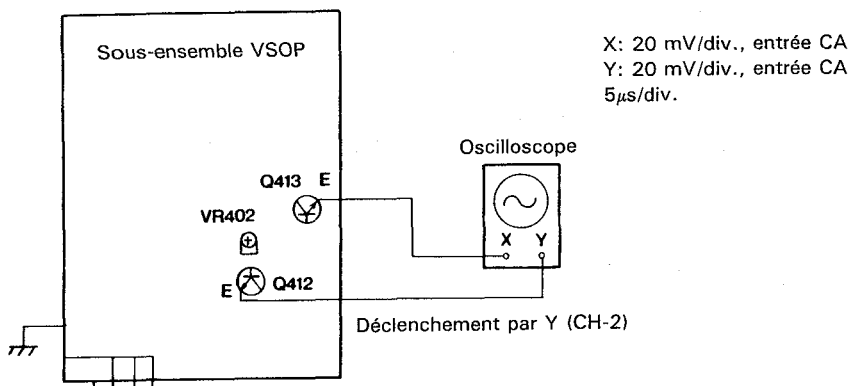 Sous-ensemble VSOP
X: 20 mV/div., entrée CA
Y: 20 mV/div., entrée CA
5µs/div.
Oscilloscope
Q413 E
VR402
X Y
E Q412
Déclenchement par Y (CH-2)